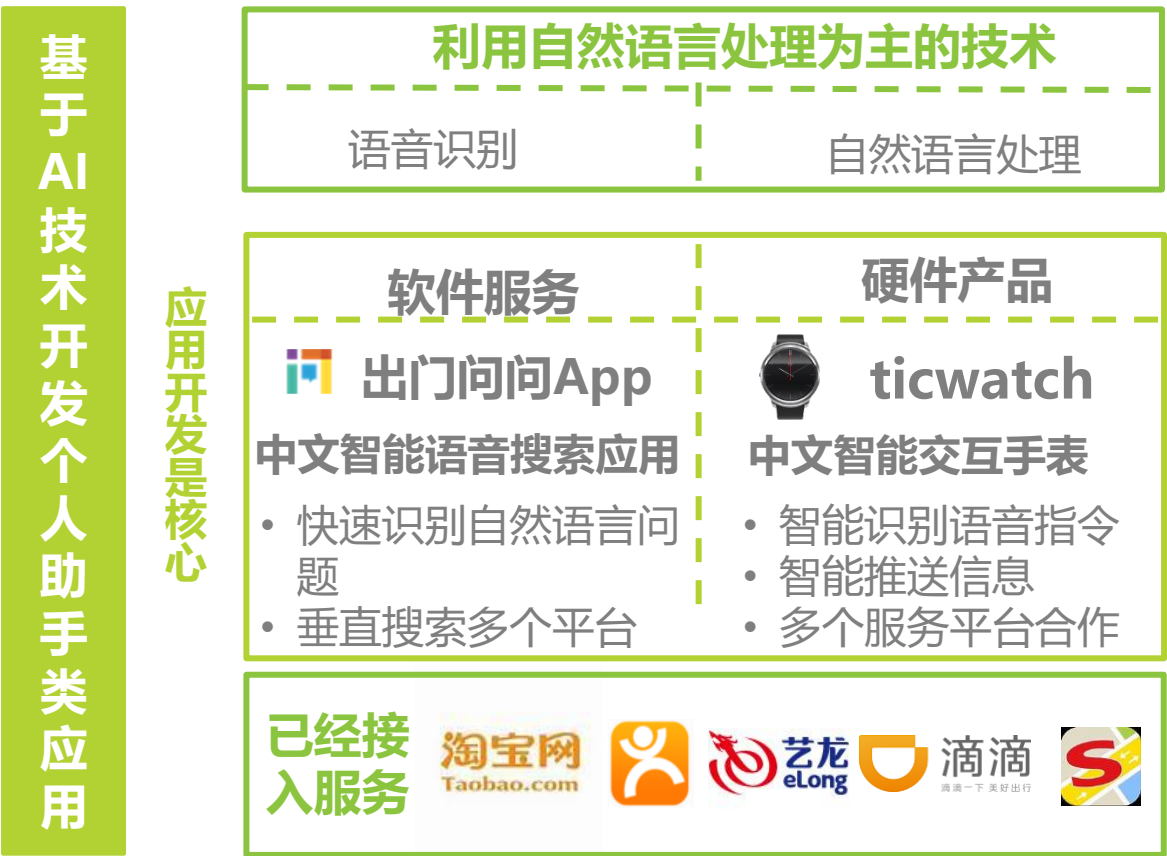 基于AI技术开发个人助手类应用
应用开发是核心
利用自然语言处理为主的技术
语音识别
自然语言处理
软件服务
硬件产品
出门问问App
ticwatch
中文智能语音搜索应用
中文智能交互手表
• 快速识别自然语言问
题
• 垂直搜索多个平台
• 智能识别语音指令
• 智能推送信息
• 多个服务平台合作
已经接
入服务
淘宝网
Taobao.com
艺龙
eLong
滴滴
滴滴一下 美好出行
S